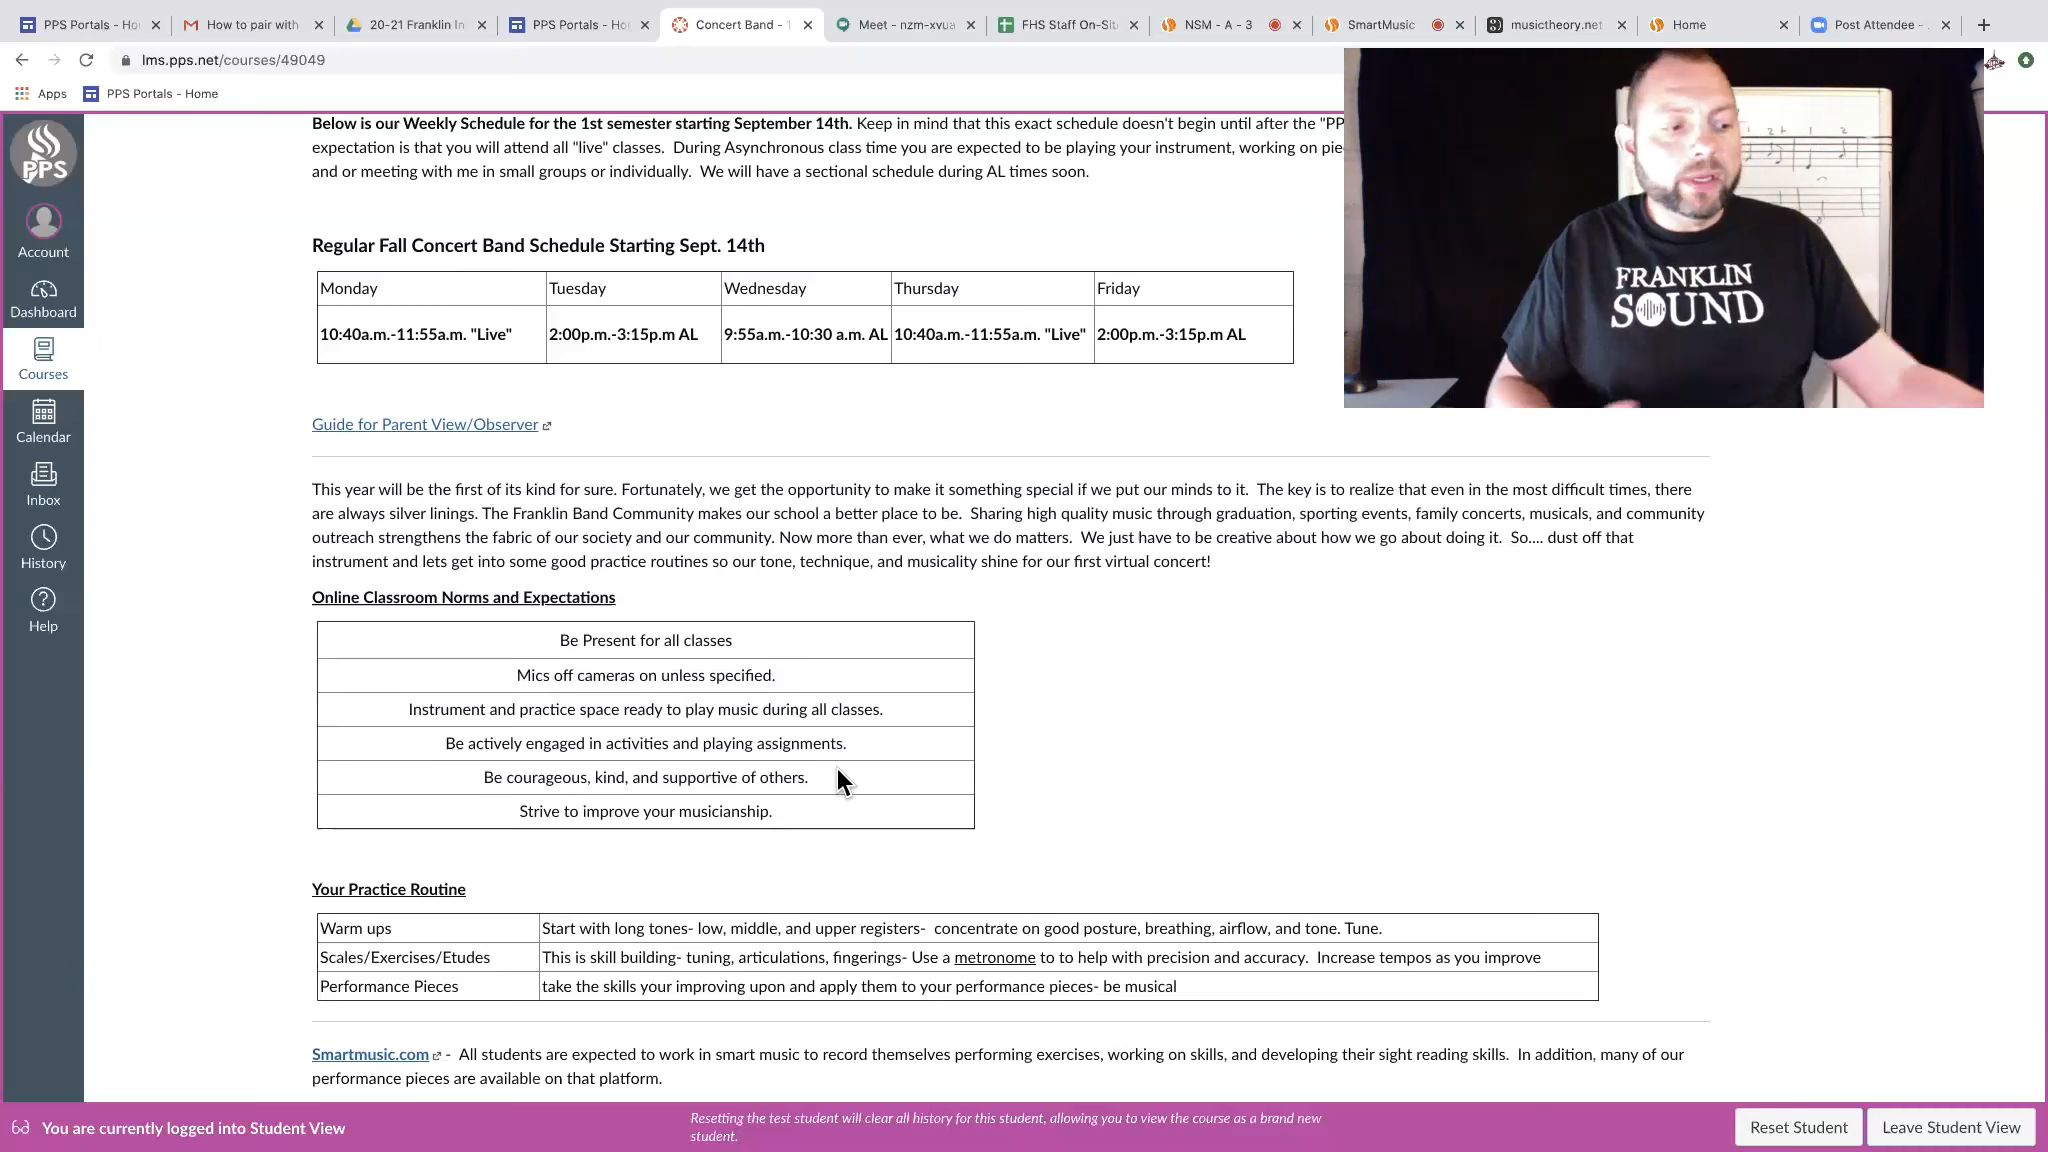 PPS Portals - Ho
How to pair with
20-21 Franklin In
PPS Portals - Ho
Concert Band - 1
Meet - nzm-xvua
FHS Staff On-Sit
NSM - A - 3
SmartMusic
musictheory.net
Home
Post Attendee -
lms.pps.net/courses/49049
Apps
PPS Portals - Home
PPS
Account
Dashboard
Courses
Calendar
Inbox
History
Help
Below is our Weekly Schedule for the 1st semester starting September 14th. Keep in mind that this exact schedule doesn't begin until after the "PP
expectation is that you will attend all "live" classes. During Asynchronous class time you are expected to be playing your instrument, working on pie
and or meeting with me in small groups or individually. We will have a sectional schedule during AL times soon.
FRANKLIN
SOUND
Regular Fall Concert Band Schedule Starting Sept. 14th
Monday Tuesday Wednesday Thursday Friday
10:40a.m.-11:55a.m. "Live" 2:00p.m.-3:15p.m AL 9:55a.m.-10:30 a.m. AL 10:40a.m.-11:55a.m. "Live" 2:00p.m.-3:15p.m AL
Guide for Parent View/Observer
This year will be the first of its kind for sure. Fortunately, we get the opportunity to make it something special if we put our minds to it. The key is to realize that even in the most difficult times, there
are always silver linings. The Franklin Band Community makes our school a better place to be. Sharing high quality music through graduation, sporting events, family concerts, musicals, and community
outreach strengthens the fabric of our society and our community. Now more than ever, what we do matters. We just have to be creative about how we go about doing it. So.... dust off that
instrument and lets get into some good practice routines so our tone, technique, and musicality shine for our first virtual concert!
Online Classroom Norms and Expectations
Be Present for all classes
Mics off cameras on unless specified.
Instrument and practice space ready to play music during all classes.
Be actively engaged in activities and playing assignments.
Be courageous, kind, and supportive of others.
Strive to improve your musicianship.
Your Practice Routine
Warm ups Start with long tones- low, middle, and upper registers- concentrate on good posture, breathing, airflow, and tone. Tune.
Scales/Exercises/Etudes This is skill building- tuning, articulations, fingerings- Use a metronome to to help with precision and accuracy. Increase tempos as you improve
Performance Pieces take the skills your improving upon and apply them to your performance pieces- be musical
Smartmusic.com - All students are expected to work in smart music to record themselves performing exercises, working on skills, and developing their sight reading skills. In addition, many of our
performance pieces are available on that platform.
You are currently logged into Student View
Resetting the test student will clear all history for this student, allowing you to view the course as a brand new
student.
Reset Student
Leave Student View